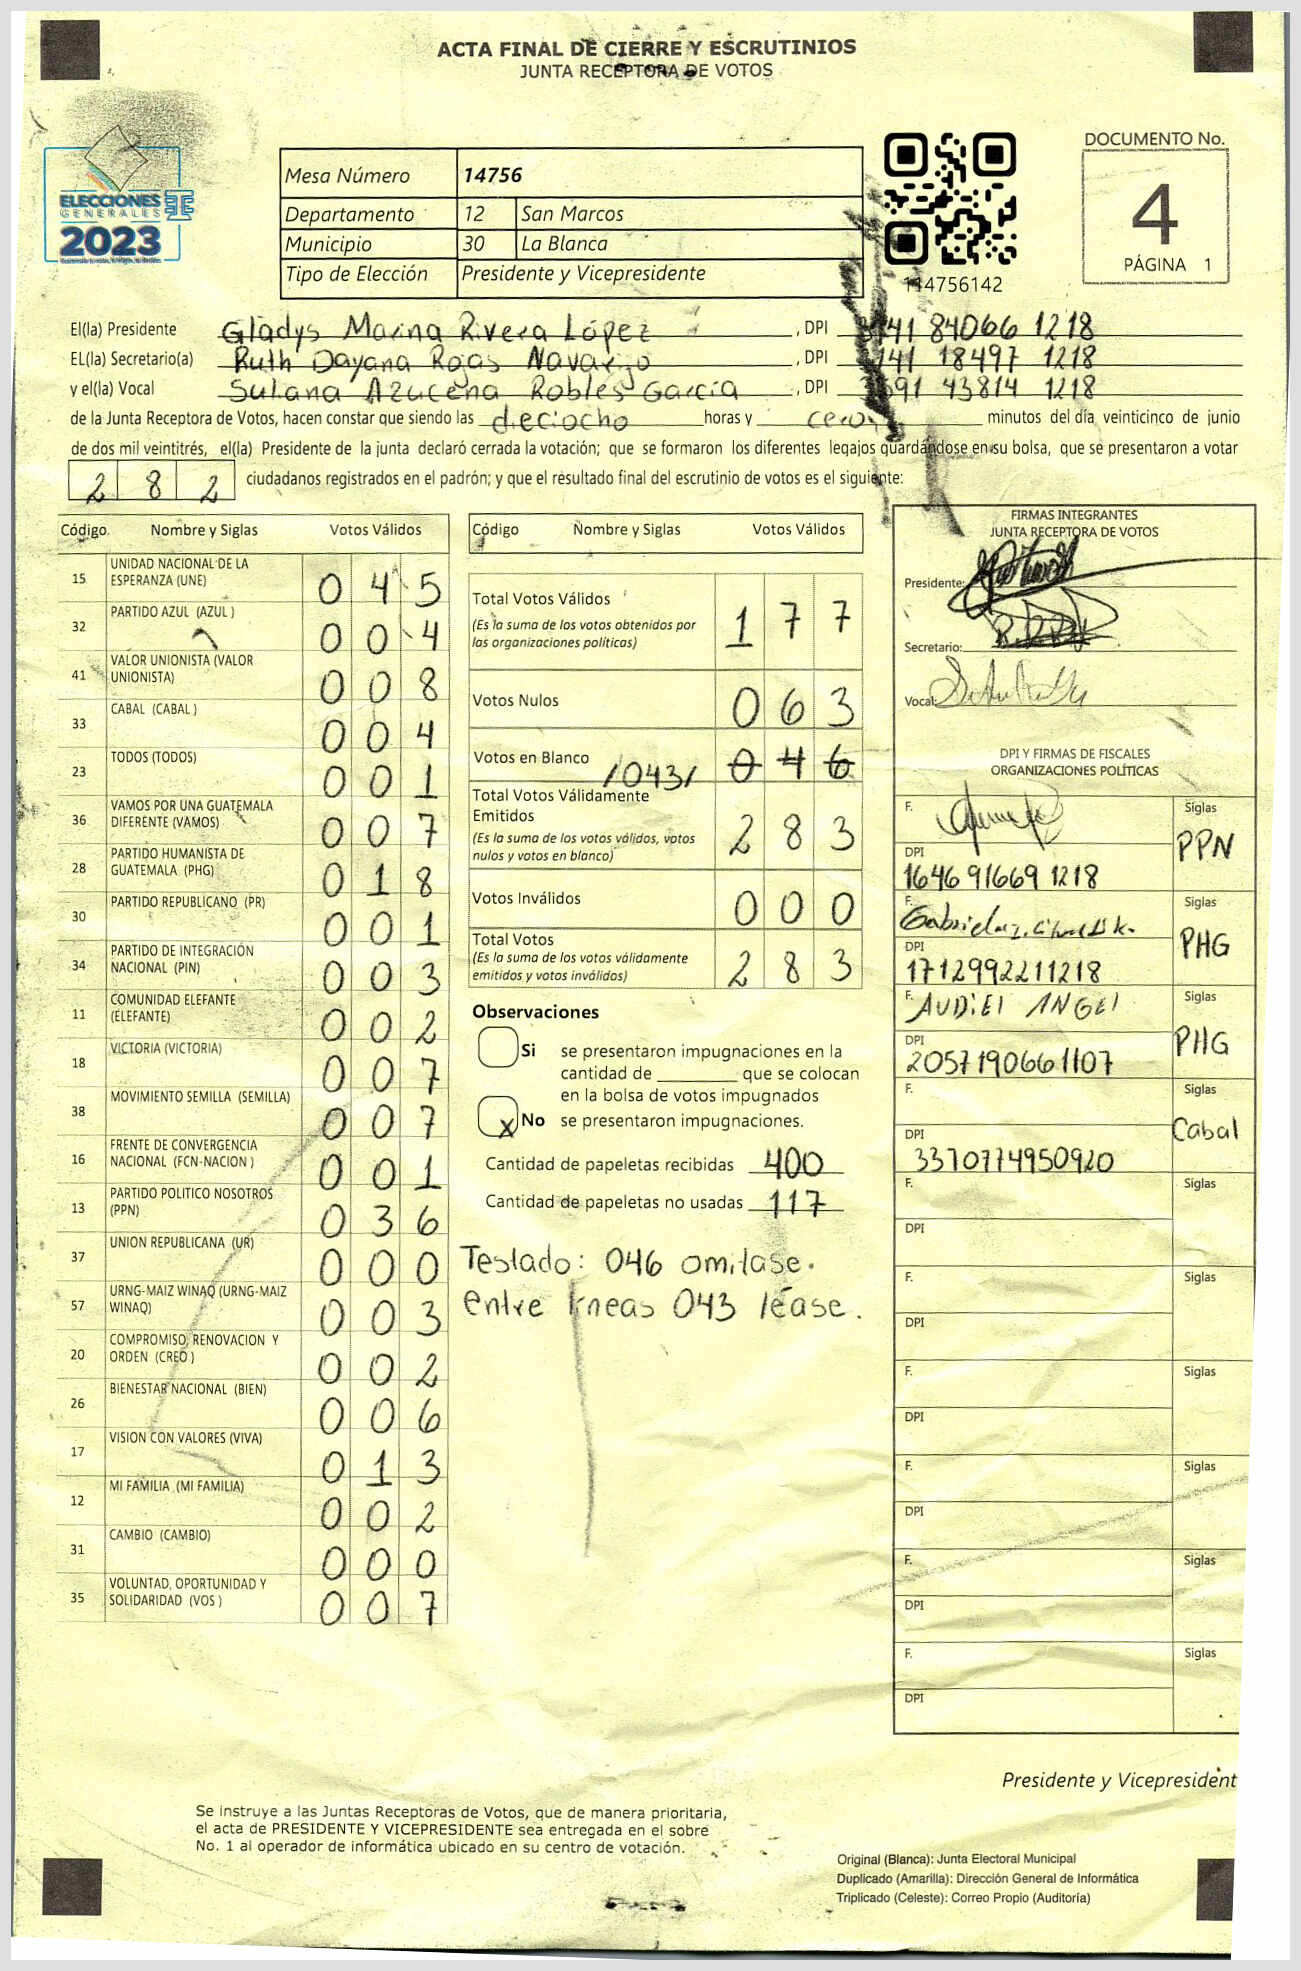 ACTA FINAL DE CIERRE Y ESCRUTINIOS
JUNTA RECEPTORA DE VOTOS
ELECCIONES
GENERALES
2023
Mesa Número 14756
Departamento 12 San Marcos
Municipio 30 La Blanca
Tipo de Elección Presidente y Vicepresidente
114756142
DOCUMENTO No.
4
PÁGINA 1
El(la) Presidente Gladys Marina Rivera López, DPI 84066 1218
EL(la) Secretario(a) Ruth Dayana Rojas Navarijo, DPI 18497 1218
y el(la) Vocal Azucena Robles García, DPI 43814 1218
de la Junta Receptora de Votos, hacen constar que siendo las dieciocho horas y cero minutos del día veinticinco de junio
de dos mil veintitrés, el(la) Presidente de la junta declaró cerrada la votación; que se formaron los diferentes legajos guardándose en su bolsa, que se presentaron a votar
2 8 2 ciudadanos registrados en el padrón; y que el resultado final del escrutinio de votos es el siguiente:
Código Nombre y Siglas Votos Válidos
15 UNIDAD NACIONAL DE LA ESPERANZA (UNE) 0 4 5
32 PARTIDO AZUL (AZUL ) 0 0 4
41 VALOR UNIONISTA (VALOR UNIONISTA) 0 0 8
33 CABAL (CABAL ) 0 0 4
23 TODOS (TODOS) 0 0 1
36 VAMOS POR UNA GUATEMALA DIFERENTE (VAMOS) 0 0 7
28 PARTIDO HUMANISTA DE GUATEMALA (PHG) 0 1 8
30 PARTIDO REPUBLICANO (PR) 0 0 1
34 PARTIDO DE INTEGRACIÓN NACIONAL (PIN) 0 0 3
11 COMUNIDAD ELEFANTE (ELEFANTE) 0 0 2
18 VICTORIA (VICTORIA) 0 0 7
38 MOVIMIENTO SEMILLA (SEMILLA) 0 0 7
16 FRENTE DE CONVERGENCIA NACIONAL (FCN-NACION ) 0 0 1
13 PARTIDO POLITICO NOSOTROS (PPN) 0 3 6
37 UNION REPUBLICANA (UR) 0 0 0
57 URNG-MAIZ WINAQ (URNG-MAIZ WINAQ) 0 0 3
20 COMPROMISO, RENOVACION Y ORDEN (CREO ) 0 0 2
26 BIENESTAR NACIONAL (BIEN) 0 0 6
17 VISION CON VALORES (VIVA) 0 1 3
12 MI FAMILIA (MI FAMILIA) 0 0 2
31 CAMBIO (CAMBIO) 0 0 0
35 VOLUNTAD, OPORTUNIDAD Y SOLIDARIDAD (VOS ) 0 0 7
Código Nombre y Siglas Votos Válidos
Total Votos Válidos 1 7 7
(Es la suma de los votos obtenidos por
las organizaciones políticas)
Votos Nulos 0 6 3
Votos en Blanco /043/ 0 4 6
Total Votos Válidamente
Emitidos 2 8 3
(Es la suma de los votos válidos, votos
nulos y votos en blanco)
Votos Inválidos 0 0 0
Total Votos 2 8 3
(Es la suma de los votos válidamente
emitidos y votos inválidos)
Observaciones
Si se presentaron impugnaciones en la
cantidad de ________ que se colocan
en la bolsa de votos impugnados
x No se presentaron impugnaciones.
Cantidad de papeletas recibidas 400
Cantidad de papeletas no usadas 117
Testado: 046 omitase.
entre lineas 043 léase.
FIRMAS INTEGRANTES
JUNTA RECEPTORA DE VOTOS
Presidente:
Secretario:
Vocal:
DPI Y FIRMAS DE FISCALES
ORGANIZACIONES POLÍTICAS
F. Siglas PPN
DPI 1646 91669 1218
F. Siglas PHG
DPI 1712992211218
F. AUDiEl ANGEl Siglas PHG
DPI 2057190661107
F. Siglas Cabal
DPI 3370774950920
F. Siglas
DPI
F. Siglas
DPI
F. Siglas
DPI
F. Siglas
DPI
F. Siglas
DPI
F. Siglas
DPI
Presidente y Vicepresident
Se instruye a las Juntas Receptoras de Votos, que de manera prioritaria,
el acta de PRESIDENTE Y VICEPRESIDENTE sea entregada en el sobre
No. 1 al operador de informática ubicado en su centro de votación.
Original (Blanca): Junta Electoral Municipal
Duplicado (Amarilla): Dirección General de Informática
Triplicado (Celeste): Correo Propio (Auditoría)